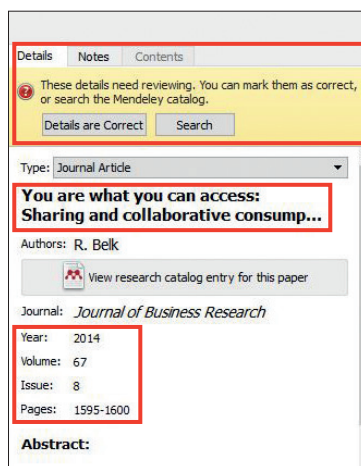 Details Notes Contents
These details need reviewing. You can mark them as correct,
or search the Mendeley catalog.
Details are Correct Search
Type: Journal Article
You are what you can access:
Sharing and collaborative consump...
Authors: R. Belk
View research catalog entry for this paper
Journal: Journal of Business Research
Year: 2014
Volume: 67
Issue: 8
Pages: 1595-1600
Abstract: